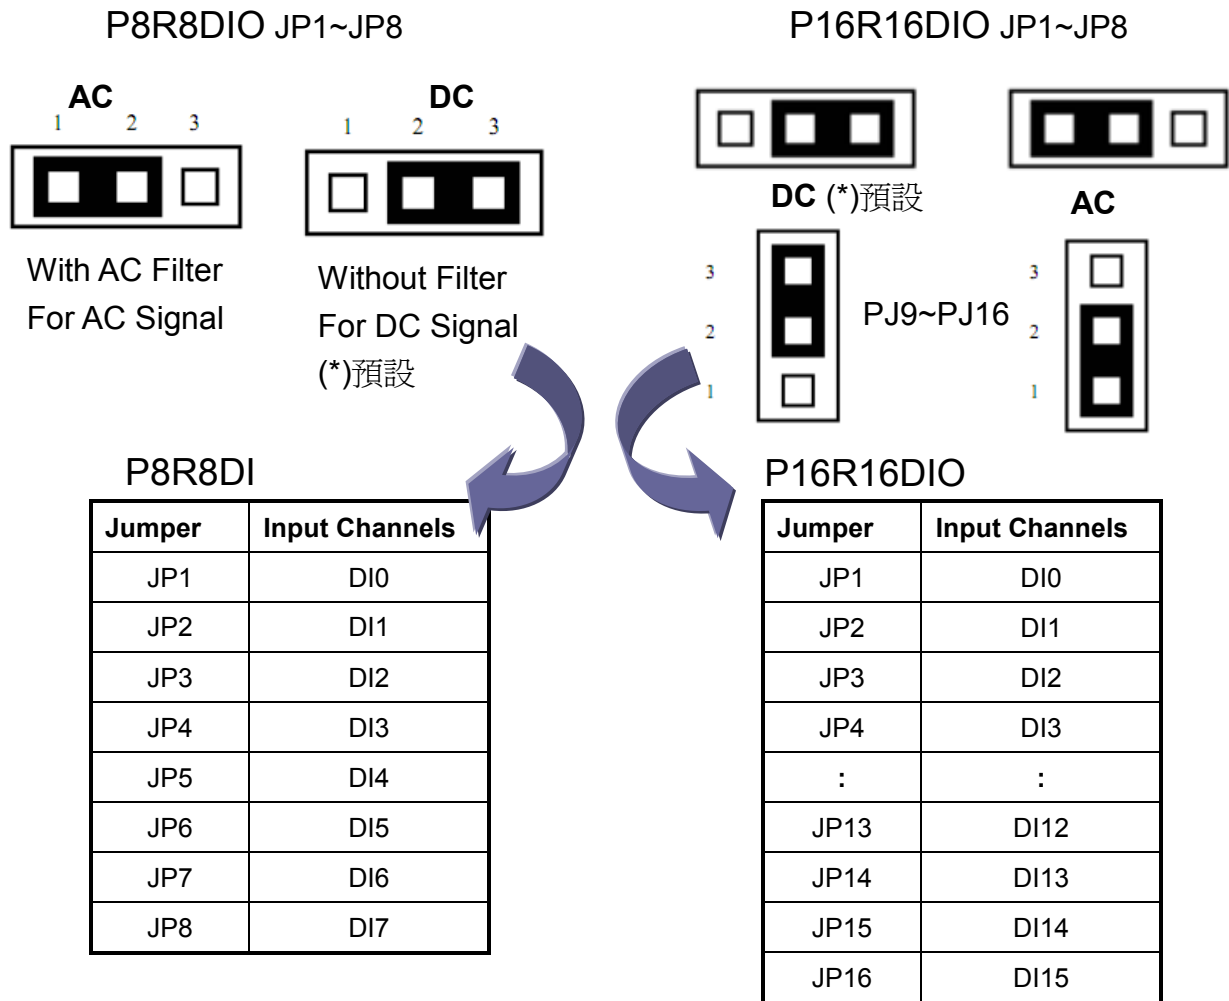 P8R8DIO JP1~JP8
AC
1 2 3
With AC Filter
For AC Signal
DC
1 2 3
Without Filter
For DC Signal
(*)預設
P16R16DIO JP1~JP8
DC (*)預設
AC
3
2
1
PJ9~PJ16
3
2
1
P8R8DI
Jumper Input Channels
JP1 DI0
JP2 DI1
JP3 DI2
JP4 DI3
JP5 DI4
JP6 DI5
JP7 DI6
JP8 DI7
P16R16DIO
Jumper Input Channels
JP1 DI0
JP2 DI1
JP3 DI2
JP4 DI3
: :
JP13 DI12
JP14 DI13
JP15 DI14
JP16 DI15